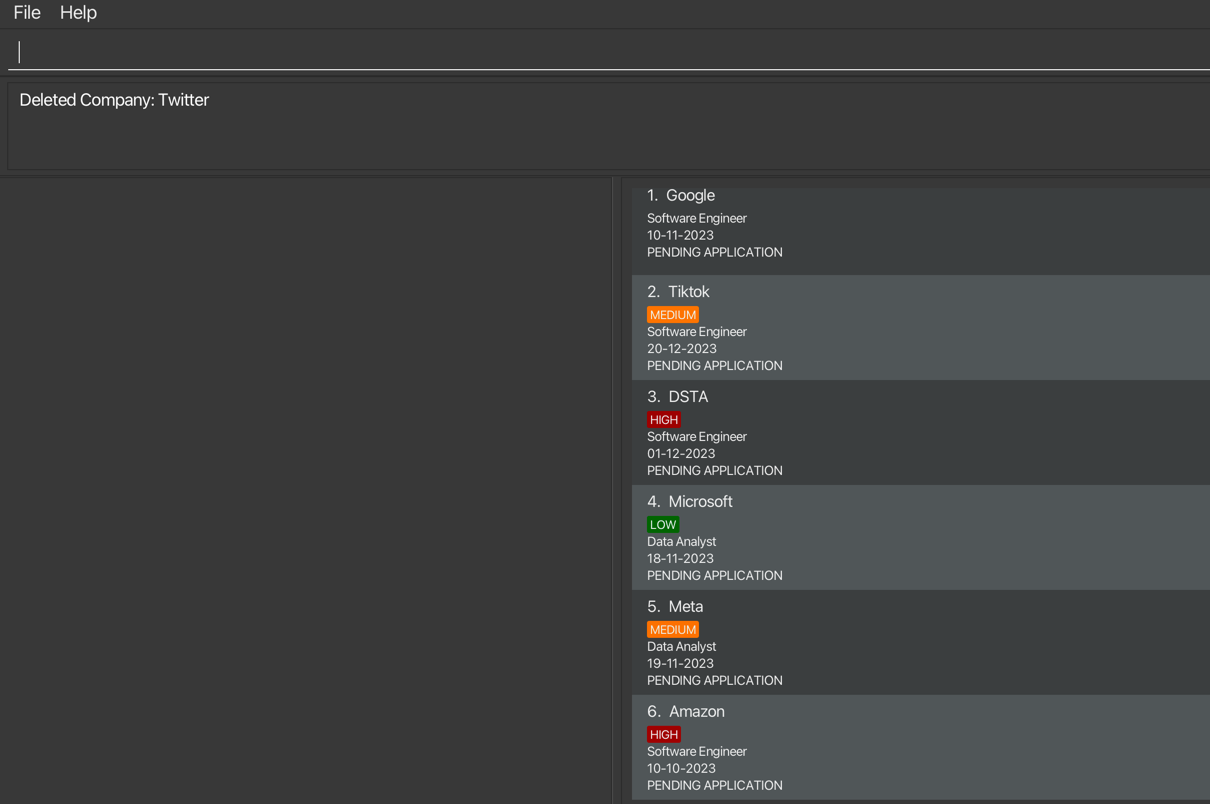 File Help
Deleted Company: Twitter
1. Google
Software Engineer
10-11-2023
PENDING APPLICATION
2. Tiktok
MEDIUM
Software Engineer
20-12-2023
PENDING APPLICATION
3. DSTA
HIGH
Software Engineer
01-12-2023
PENDING APPLICATION
4. Microsoft
LOW
Data Analyst
18-11-2023
PENDING APPLICATION
5. Meta
MEDIUM
Data Analyst
19-11-2023
PENDING APPLICATION
6. Amazon
HIGH
Software Engineer
10-10-2023
PENDING APPLICATION